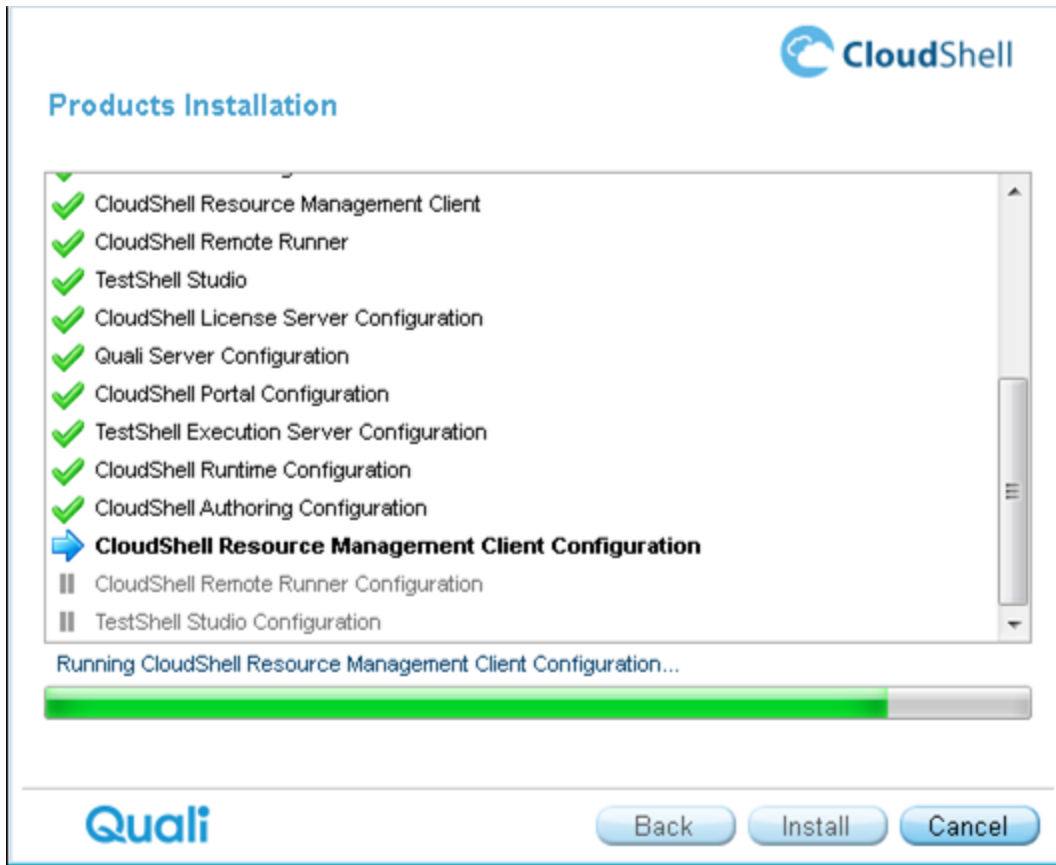 CloudShell
Products Installation
CloudShell Resource Management Client
CloudShell Remote Runner
TestShell Studio
CloudShell License Server Configuration
Quali Server Configuration
CloudShell Portal Configuration
TestShell Execution Server Configuration
CloudShell Runtime Configuration
CloudShell Authoring Configuration
CloudShell Resource Management Client Configuration
CloudShell Remote Runner Configuration
TestShell Studio Configuration
Running CloudShell Resource Management Client Configuration...
Quali
Back
Install
Cancel